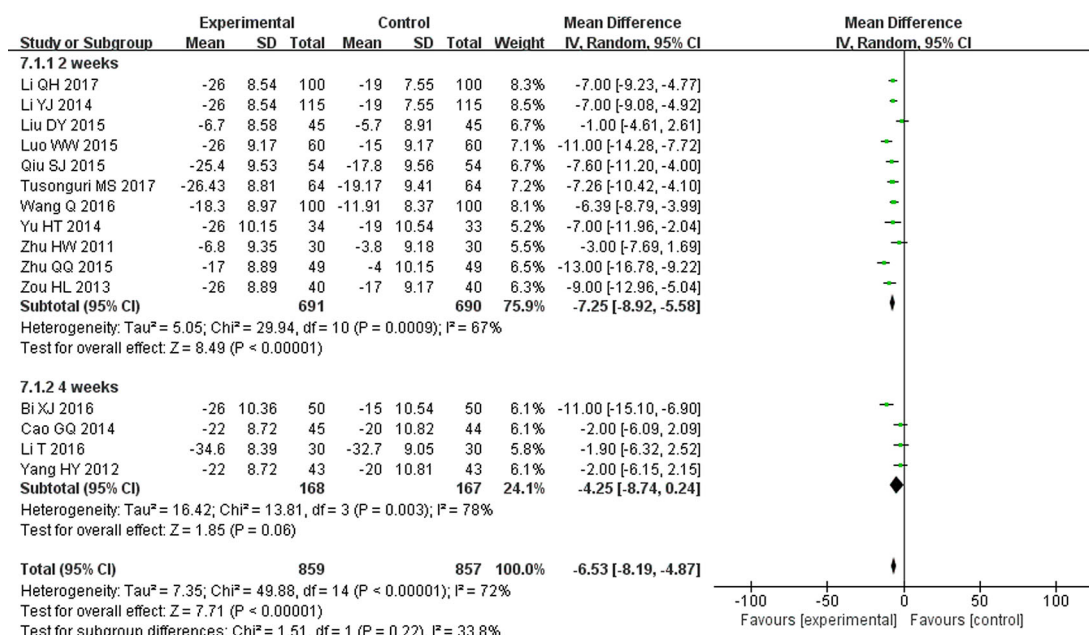 Experimental Control Mean Difference Mean Difference
Study or Subgroup Mean SD Total Mean SD Total Weight IV, Random, 95% CI IV, Random, 95% CI
7.1.1 2 weeks
Li QH 2017 -26 8.54 100 -19 7.55 100 8.3% -7.00 [-9.23, -4.77]
Li YJ 2014 -26 8.54 115 -19 7.55 115 8.5% -7.00 [-9.08, -4.92]
Liu DY 2015 -6.7 8.58 45 -5.7 8.91 45 6.7% -1.00 [-4.61, 2.61]
Luo WW 2015 -26 9.17 60 -15 9.17 60 7.1% -11.00 [-14.28, -7.72]
Qiu SJ 2015 -25.4 9.53 54 -17.8 9.56 54 6.7% -7.60 [-11.20, -4.00]
Tusonguri MS 2017 -26.43 8.81 64 -19.17 9.41 64 7.2% -7.26 [-10.42, -4.10]
Wang Q 2016 -18.3 8.97 100 -11.91 8.37 100 8.1% -6.39 [-8.79, -3.99]
Yu HT 2014 -26 10.15 34 -19 10.54 33 5.2% -7.00 [-11.96, -2.04]
Zhu HW 2011 -6.8 9.35 30 -3.8 9.18 30 5.5% -3.00 [-7.69, 1.69]
Zhu QQ 2015 -17 8.89 49 -4 10.15 49 6.5% -13.00 [-16.78, -9.22]
Zou HL 2013 -26 8.89 40 -17 9.17 40 6.3% -9.00 [-12.96, -5.04]
Subtotal (95% CI) 691 690 75.9% -7.25 [-8.92, -5.58]
Heterogeneity: Tau² = 5.05; Chi² = 29.94, df = 10 (P = 0.0009); I² = 67%
Test for overall effect: Z = 8.49 (P < 0.00001)
7.1.2 4 weeks
Bi XJ 2016 -26 10.36 50 -15 10.54 50 6.1% -11.00 [-15.10, -6.90]
Cao GQ 2014 -22 8.72 45 -20 10.82 44 6.1% -2.00 [-6.09, 2.09]
Li T 2016 -34.6 8.39 30 -32.7 9.05 30 5.8% -1.90 [-6.32, 2.52]
Yang HY 2012 -22 8.72 43 -20 10.81 43 6.1% -2.00 [-6.15, 2.15]
Subtotal (95% CI) 168 167 24.1% -4.25 [-8.74, 0.24]
Heterogeneity: Tau² = 16.42; Chi² = 13.81, df = 3 (P = 0.003); I² = 78%
Test for overall effect: Z = 1.85 (P = 0.06)
Total (95% CI) 859 857 100.0% -6.53 [-8.19, -4.87]
Heterogeneity: Tau² = 7.35; Chi² = 49.88, df = 14 (P < 0.00001); I² = 72%
Test for overall effect: Z = 7.71 (P < 0.00001)
Test for subgroup differences: Chi² = 1.51, df = 1 (P = 0.22), I² = 33.8%
-100 -50 0 50 100
Favours [experimental] Favours [control]